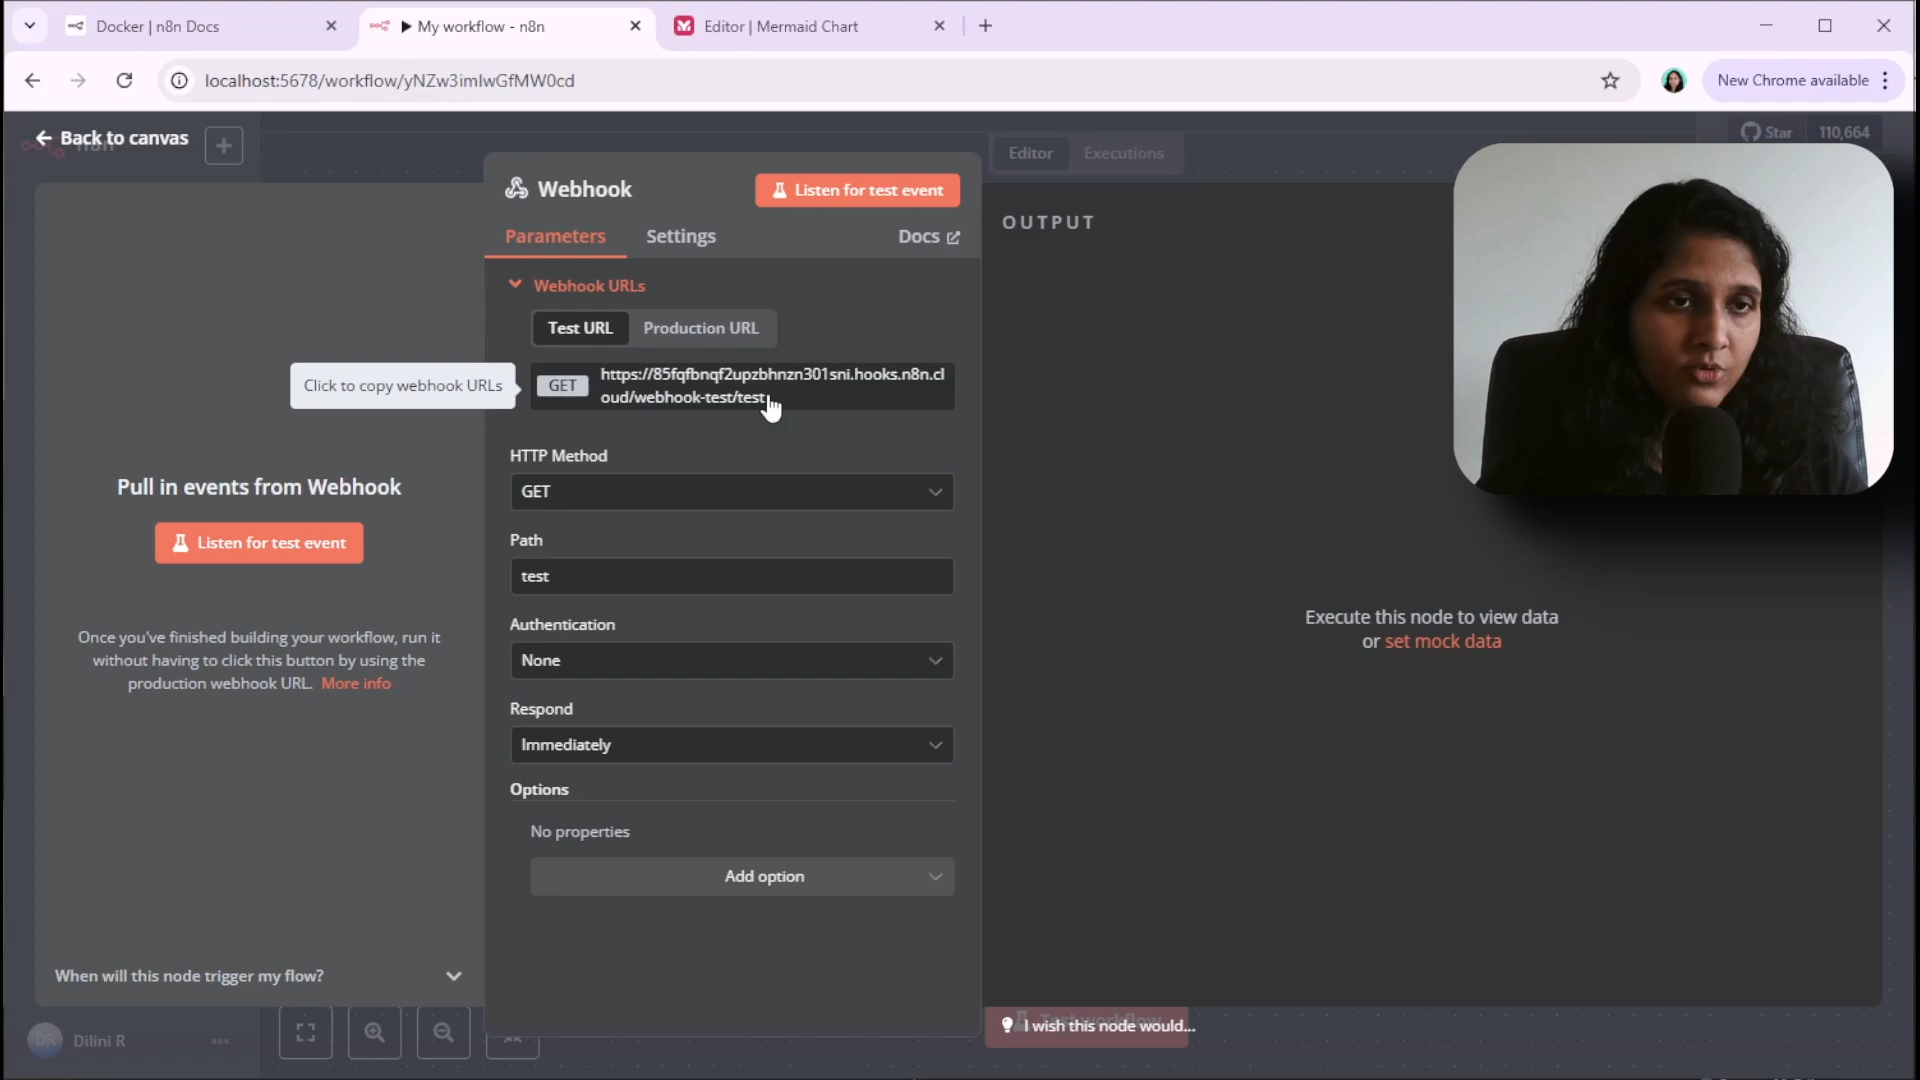 Docker | n8n Docs
▶ My workflow - n8n
Editor | Mermaid Chart
localhost:5678/workflow/yNZw3imIwGfMW0cd
New Chrome available
Back to canvas
n8n
Editor
Executions
Star
110,664
Webhook
Listen for test event
Parameters
Settings
Docs
OUTPUT
Webhook URLs
Test URL
Production URL
Click to copy webhook URLs
GET
https://85fqfbnqf2upzbhnzn301sni.hooks.n8n.cl
oud/webhook-test/test
HTTP Method
GET
Pull in events from Webhook
Listen for test event
Path
test
Once you've finished building your workflow, run it
without having to click this button by using the
production webhook URL. More info
Authentication
None
Execute this node to view data
or set mock data
Respond
Immediately
Options
No properties
Add option
When will this node trigger my flow?
DR
Dilini R
Test workflow
I wish this node would...